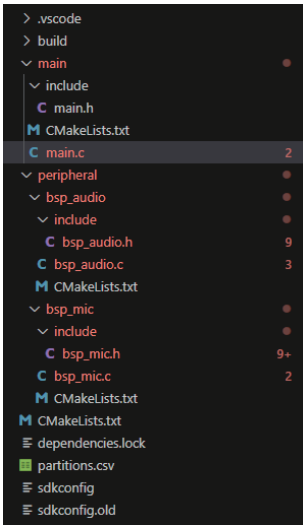 .vscode
build
main
include
C main.h
M CMakeLists.txt
C main.c 2
peripheral
bsp_audio
include
C bsp_audio.h 9
C bsp_audio.c 3
M CMakeLists.txt
bsp_mic
include
C bsp_mic.h 9+
C bsp_mic.c 2
M CMakeLists.txt
M CMakeLists.txt
dependencies.lock
partitions.csv
sdkconfig
sdkconfig.old